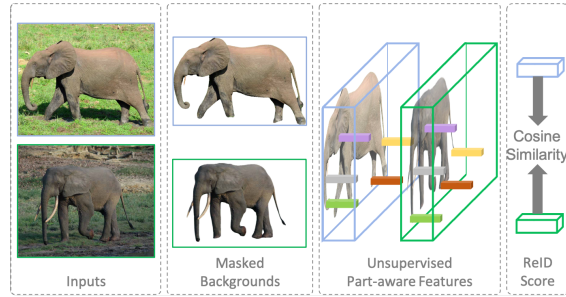 Cosine
Similarity
Inputs
Masked
Backgrounds
Unsupervised
Part-aware Features
ReID
Score